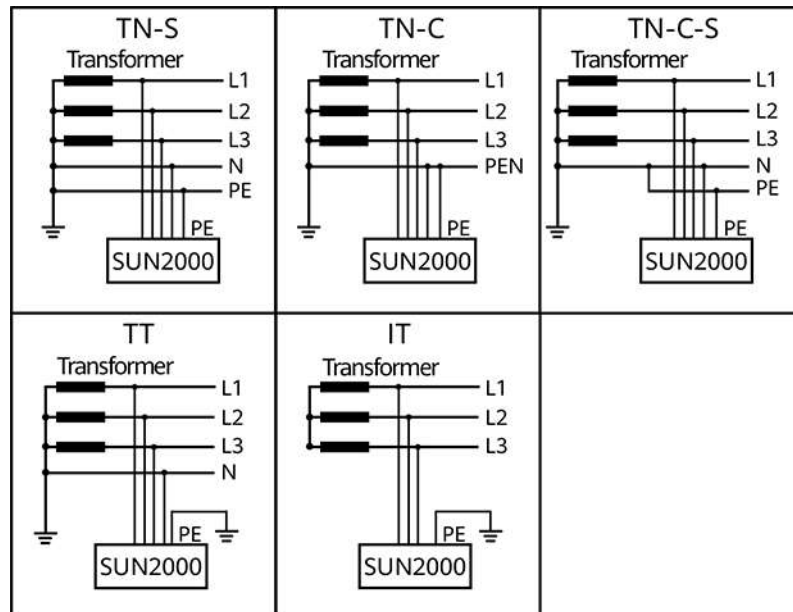 TN-S
Transformer
L1
L2
L3
N
PE
PE
SUN2000
TN-C
Transformer
L1
L2
L3
PEN
PE
SUN2000
TN-C-S
Transformer
L1
L2
L3
N
PE
PE
SUN2000
TT
Transformer
L1
L2
L3
N
PE
SUN2000
IT
Transformer
L1
L2
L3
PE
SUN2000